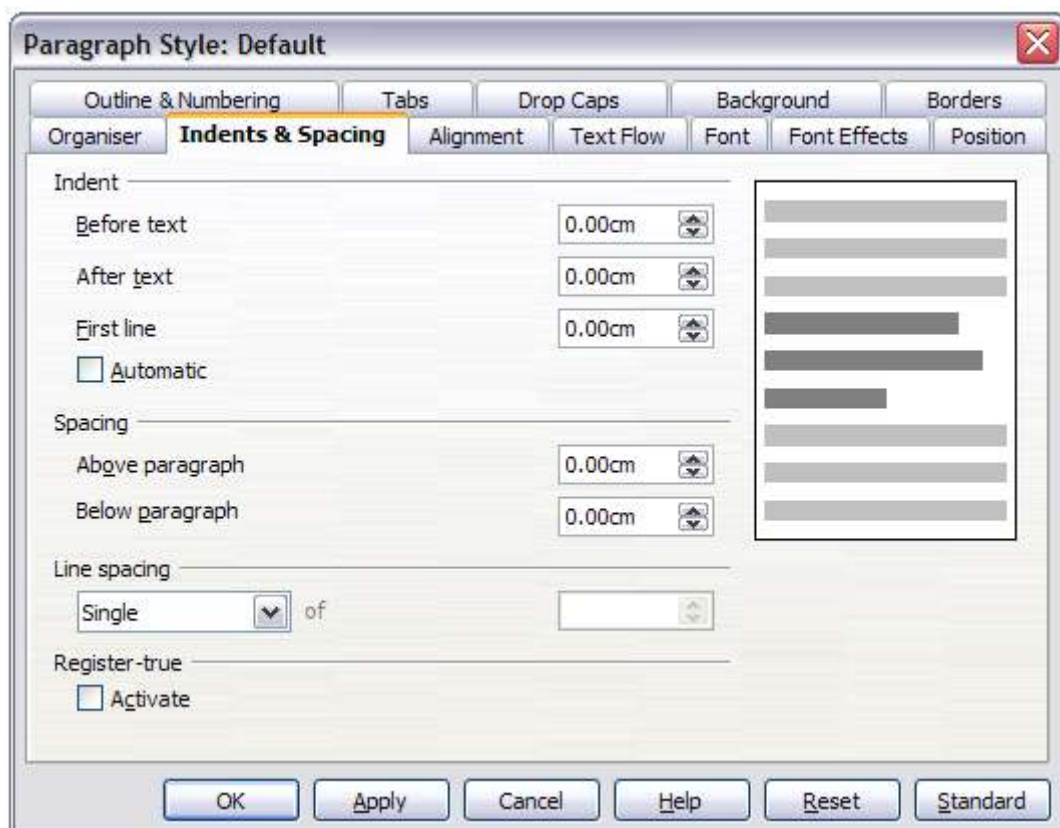 Paragraph Style: Default
Outline & Numbering Tabs Drop Caps Background Borders
Organiser Indents & Spacing Alignment Text Flow Font Font Effects Position
Indent
Before text 0.00cm
After text 0.00cm
First line 0.00cm
Automatic
Spacing
Above paragraph 0.00cm
Below paragraph 0.00cm
Line spacing
Single of
Register-true
Activate
OK Apply Cancel Help Reset Standard